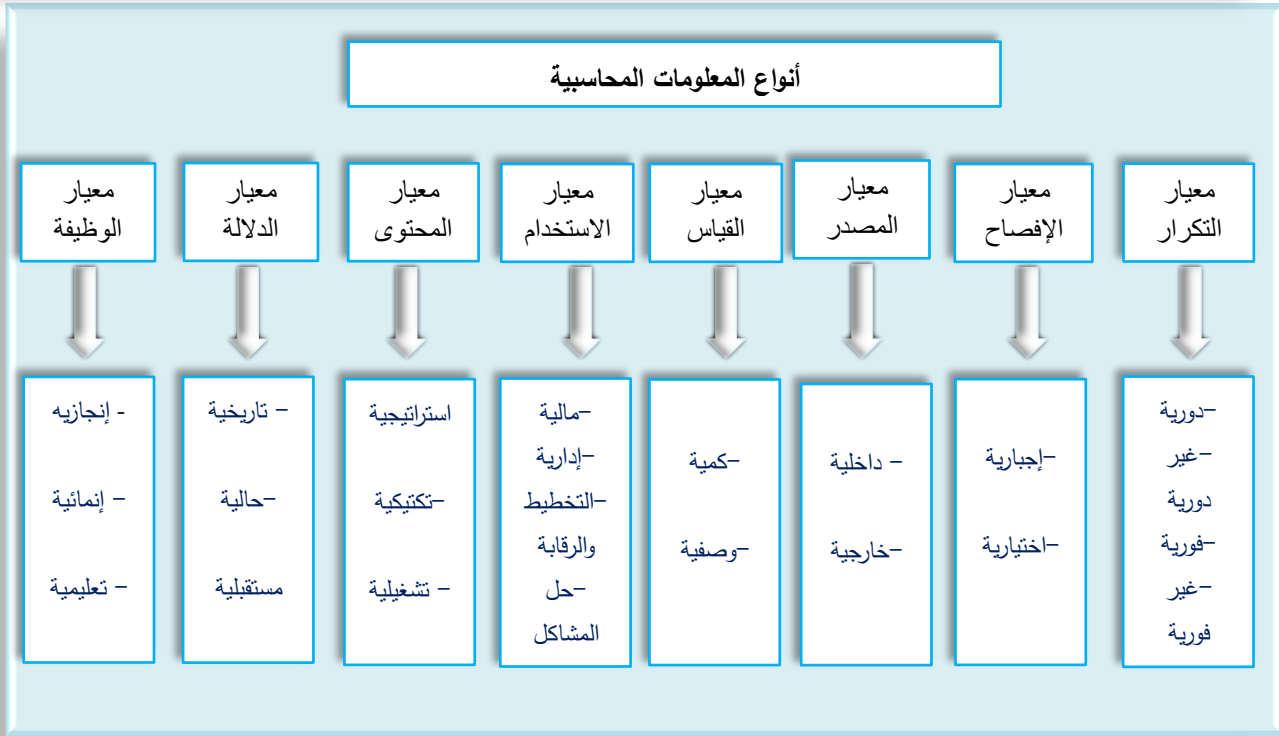 أنواع المعلومات المحاسبية
معيار
التكرار
معيار
الإفصاح
معيار
المصدر
معيار
القياس
معيار
الاستخدام
معيار
المحتوى
معيار
الدلالة
معيار
الوظيفة
–دورية
–غير
دورية
–فورية
–غير
فورية
–إجبارية
–اختيارية
– داخلية
–خارجية
–كمية
–وصفية
–مالية
–إدارية
–التخطيط
والرقابة
–حل
المشاكل
استراتيجية
–تكتيكية
– تشغيلية
– تاريخية
–حالية
مستقبلية
- إنجازيه
– إنمائية
– تعليمية